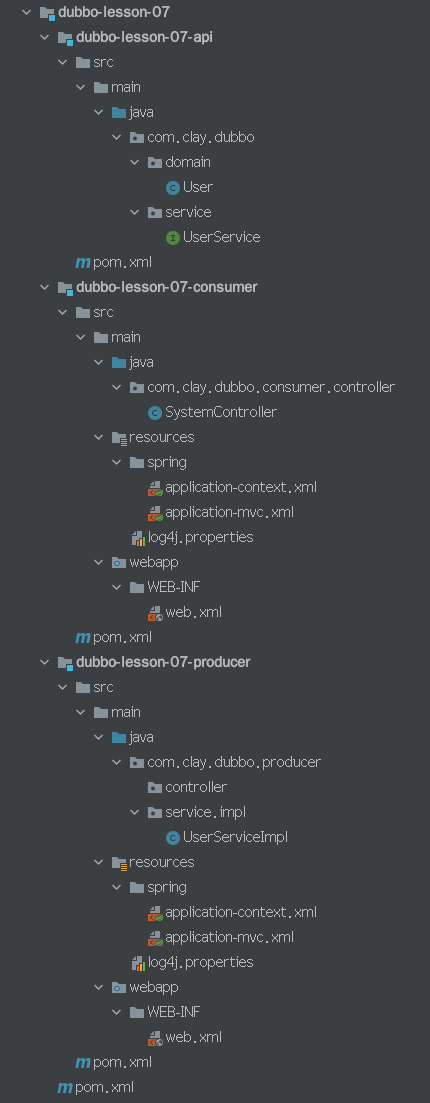 dubbo-lesson-07
dubbo-lesson-07-api
src
main
java
com.clay.dubbo
domain
C User
service
I UserService
m pom.xml
dubbo-lesson-07-consumer
src
main
java
com.clay.dubbo.consumer.controller
C SystemController
resources
spring
application-context.xml
application-mvc.xml
log4j.properties
webapp
WEB-INF
web.xml
m pom.xml
dubbo-lesson-07-producer
src
main
java
com.clay.dubbo.producer
controller
service.impl
C UserServiceImpl
resources
spring
application-context.xml
application-mvc.xml
log4j.properties
webapp
WEB-INF
web.xml
m pom.xml
m pom.xml